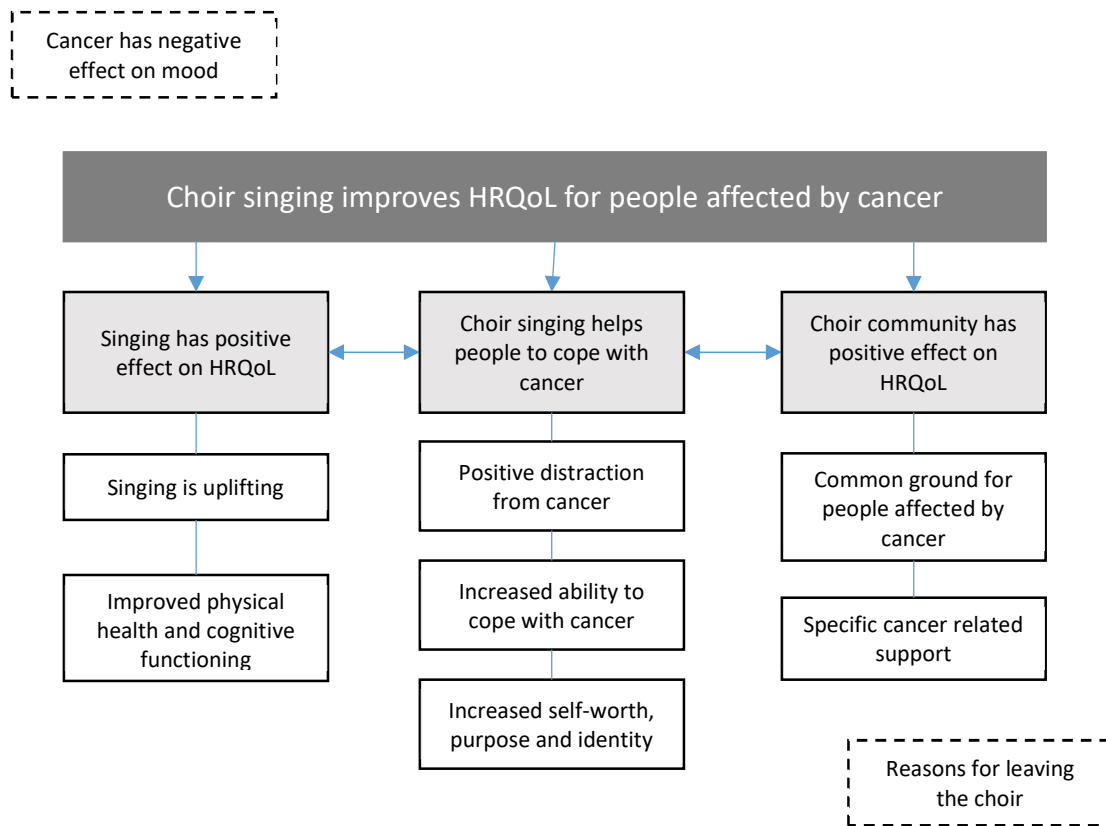 Cancer has negative
effect on mood
Choir singing improves HRQoL for people affected by cancer
Singing has positive
effect on HRQoL
Choir singing helps
people to cope with
cancer
Choir community has
positive effect on
HRQoL
Singing is uplifting
Improved physical
health and cognitive
functioning
Positive distraction
from cancer
Increased ability to
cope with cancer
Increased self-worth,
purpose and identity
Common ground for
people affected by
cancer
Specific cancer related
support
Reasons for leaving
the choir